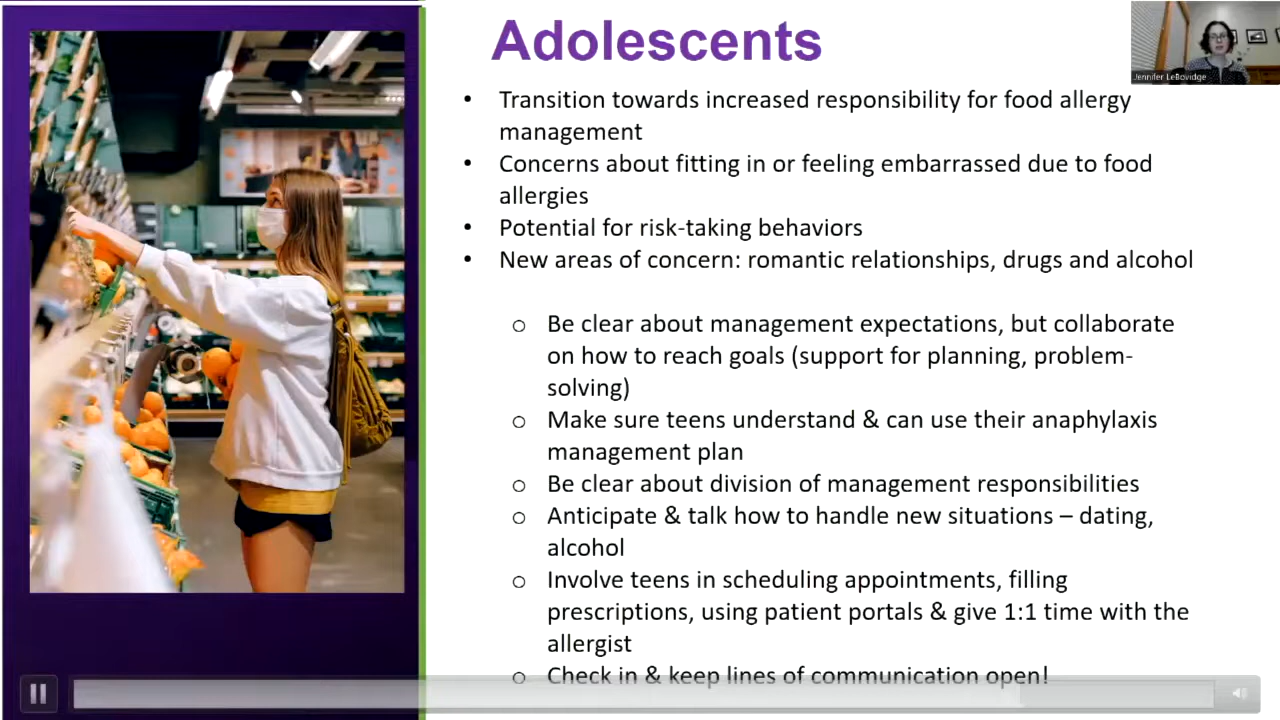 Adolescents
Jennifer LeBovidge
• Transition towards increased responsibility for food allergy
management
• Concerns about fitting in or feeling embarrassed due to food
allergies
• Potential for risk-taking behaviors
• New areas of concern: romantic relationships, drugs and alcohol
o Be clear about management expectations, but collaborate
on how to reach goals (support for planning, problem-
solving)
o Make sure teens understand & can use their anaphylaxis
management plan
o Be clear about division of management responsibilities
o Anticipate & talk how to handle new situations – dating,
alcohol
o Involve teens in scheduling appointments, filling
prescriptions, using patient portals & give 1:1 time with the
allergist
o Check in & keep lines of communication open!